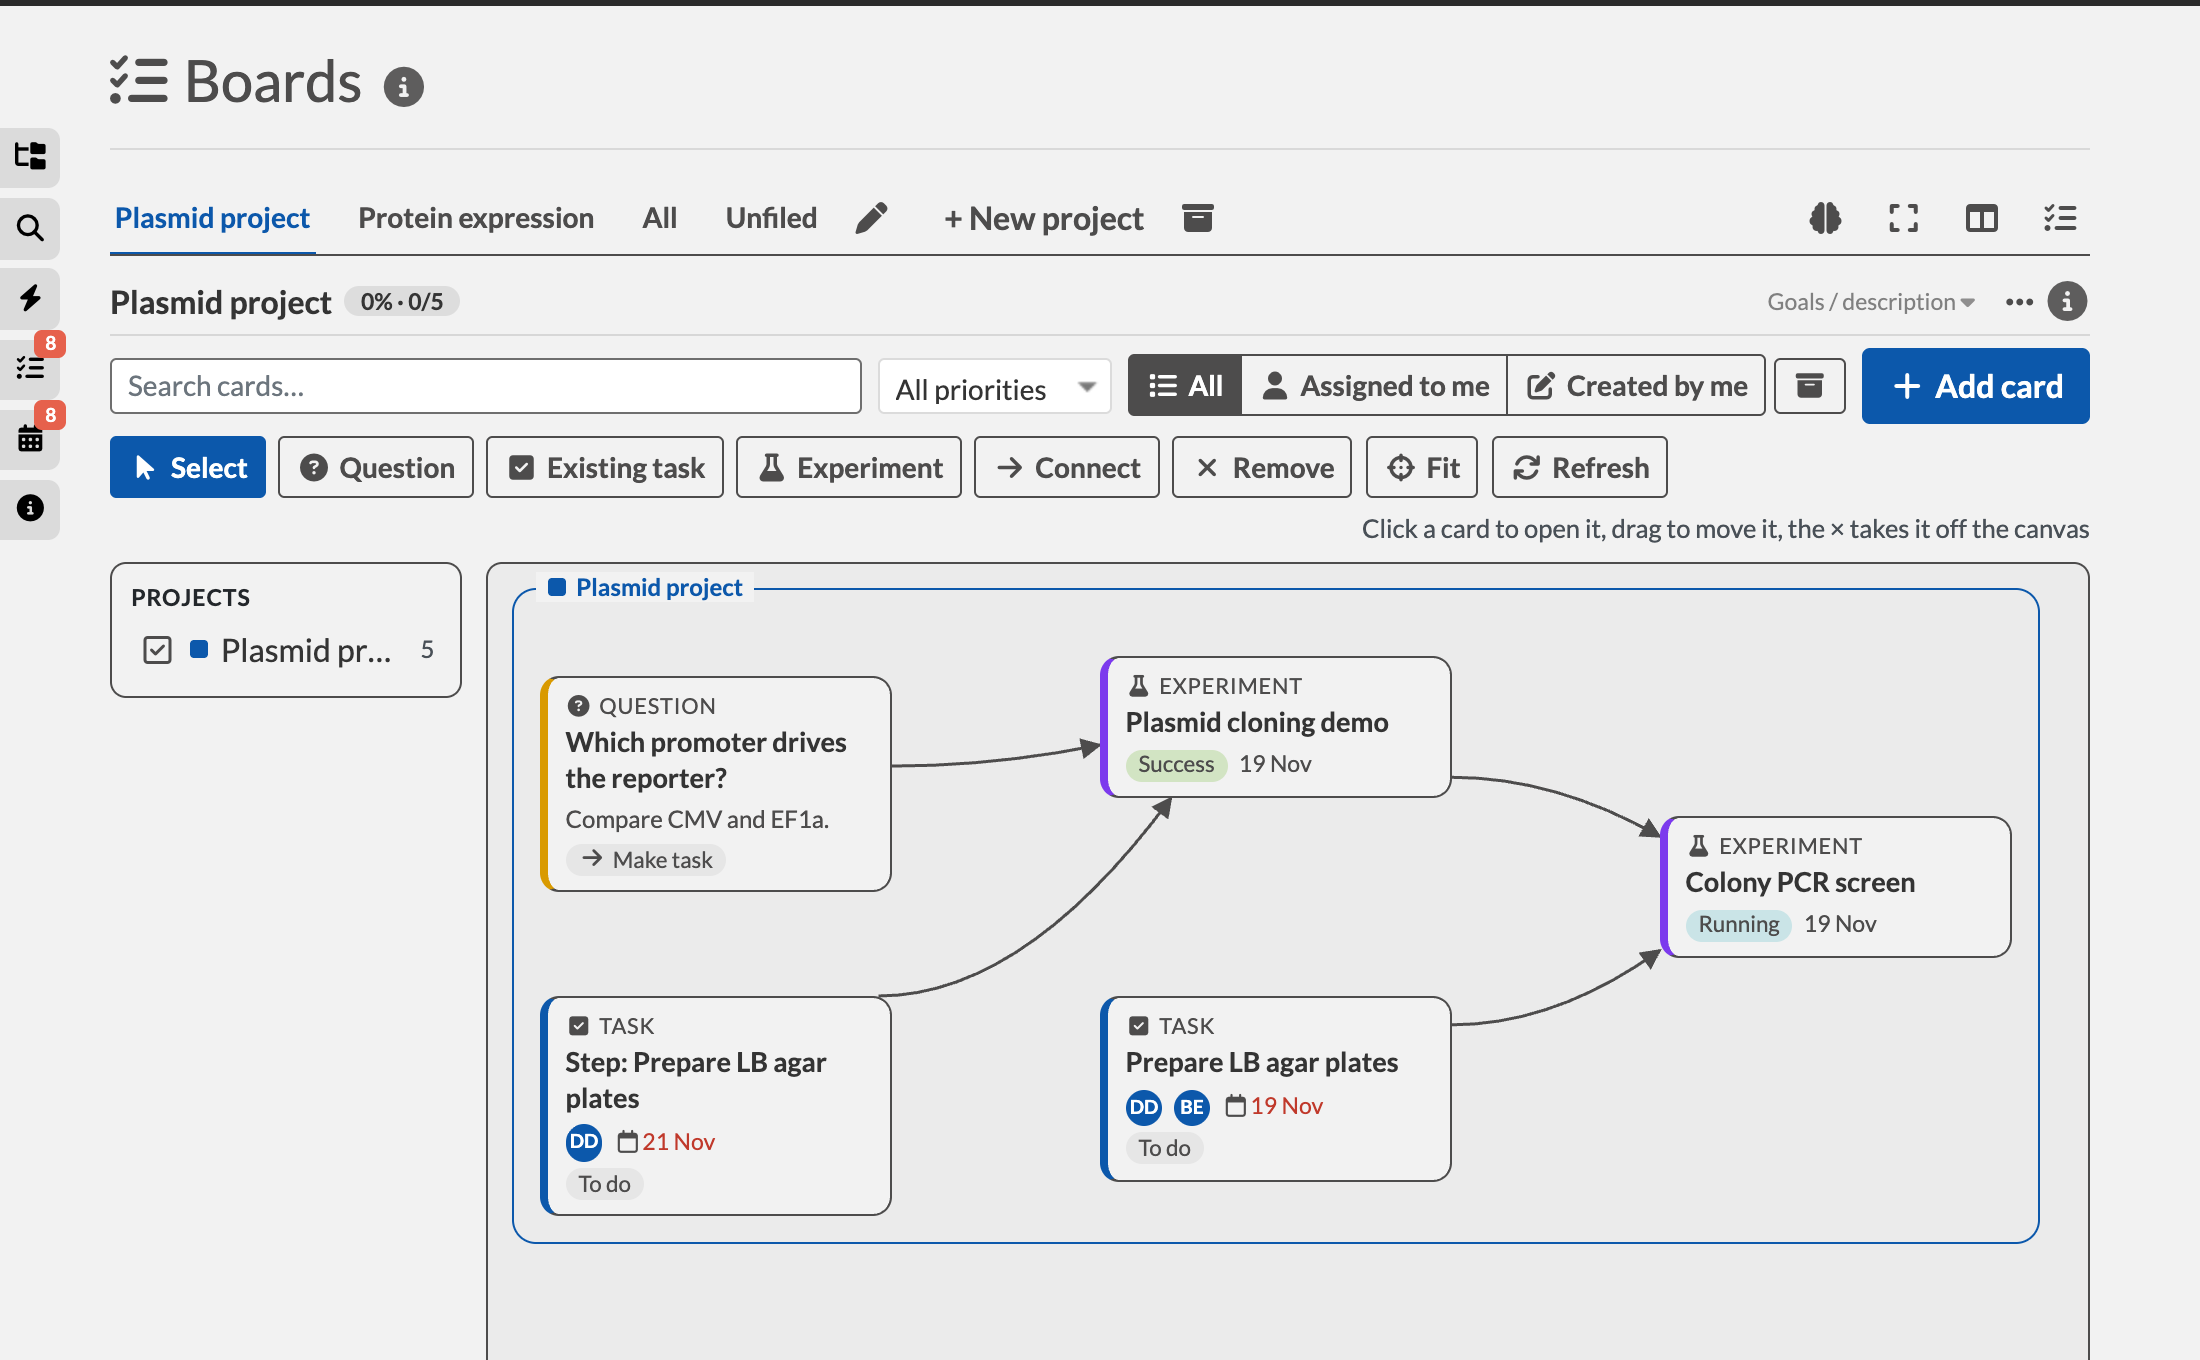 Boards
Plasmid project
Protein expression
All
Unfiled
+ New project
Plasmid project
0% · 0/5
Goals / description
Search cards...
All priorities
All
Assigned to me
Created by me
+ Add card
Select
Question
Existing task
Experiment
Connect
Remove
Fit
Refresh
8
8
Click a card to open it, drag to move it, the × takes it off the canvas
PROJECTS
Plasmid pr...
5
Plasmid project
QUESTION
Which promoter drives
the reporter?
Compare CMV and EF1a.
→ Make task
EXPERIMENT
Plasmid cloning demo
Success
19 Nov
EXPERIMENT
Colony PCR screen
Running
19 Nov
TASK
Step: Prepare LB agar
plates
DD
21 Nov
To do
TASK
Prepare LB agar plates
DD
BE
19 Nov
To do